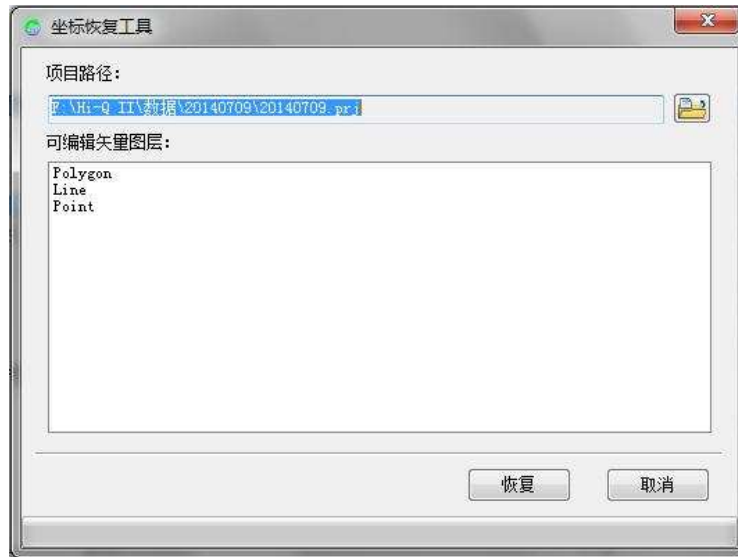 坐标恢复工具
项目路径：
F:\Hi-Q II\数据\20140709\20140709.prj
可编辑矢量图层：
Polygon
Line
Point
恢复
取消